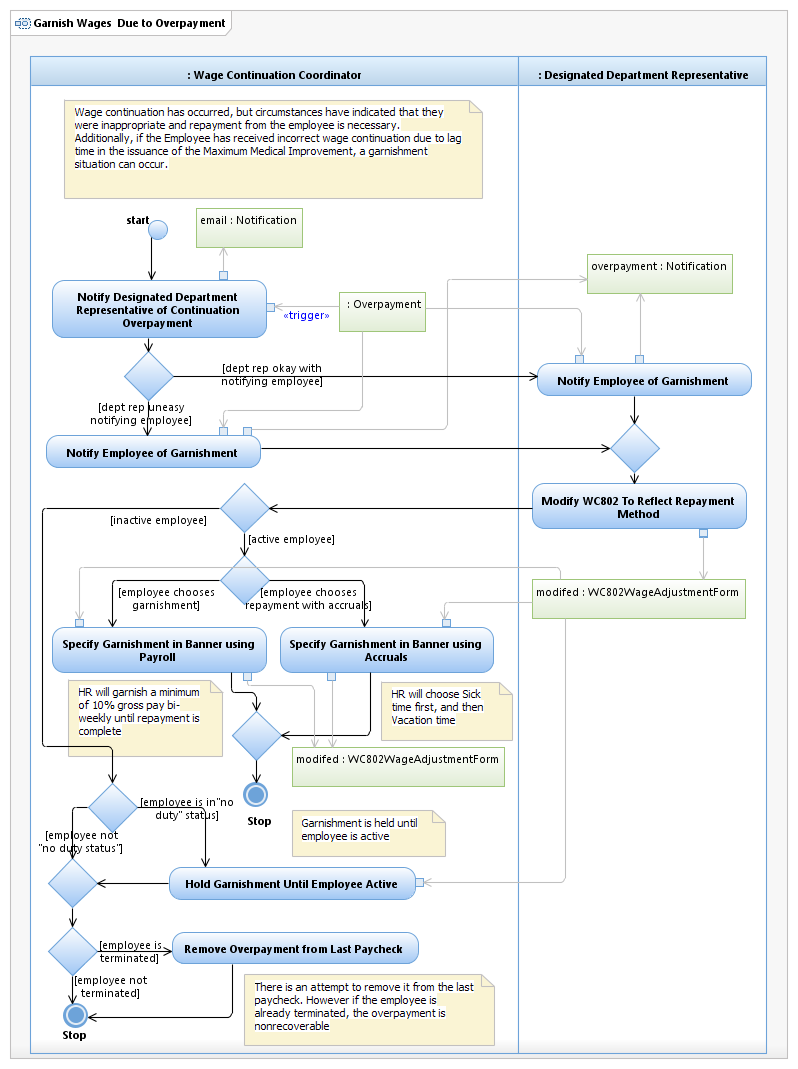 Garnish Wages  Due to Overpayment
: Wage Continuation Coordinator
: Designated Department Representative
Wage continuation has occurred, but circumstances have indicated that they
were inappropriate and repayment from the employee is necessary.
Additionally, if the Employee has received incorrect wage continuation due to lag
time in the issuance of the Maximum Medical Improvement, a garnishment
situation can occur.
start
email : Notification
overpayment : Notification
Notify Designated Department
Representative of Continuation
Overpayment
: Overpayment
«trigger»
[dept rep okay with
notifying employee]
Notify Employee of Garnishment
[dept rep uneasy
notifying employee]
Notify Employee of Garnishment
Modify WC802 To Reflect Repayment
Method
[inactive employee]
[active employee]
[employee chooses
garnishment]
[employee chooses
repayment with accruals]
modifed : WC802WageAdjustmentForm
Specify Garnishment in Banner using
Payroll
Specify Garnishment in Banner using
Accruals
HR will garnish a minimum
of 10% gross pay bi-
weekly until repayment is
complete
HR will choose Sick
time first, and then
Vacation time
modifed : WC802WageAdjustmentForm
Stop
[employee is in"no
duty" status]
Garnishment is held until
employee is active
[employee not
"no duty status"]
Hold Garnishment Until Employee Active
[employee is
terminated]
Remove Overpayment from Last Paycheck
[employee not
terminated]
There is an attempt to remove it from the last
paycheck. However if the employee is
already terminated, the overpayment is
nonrecoverable
Stop